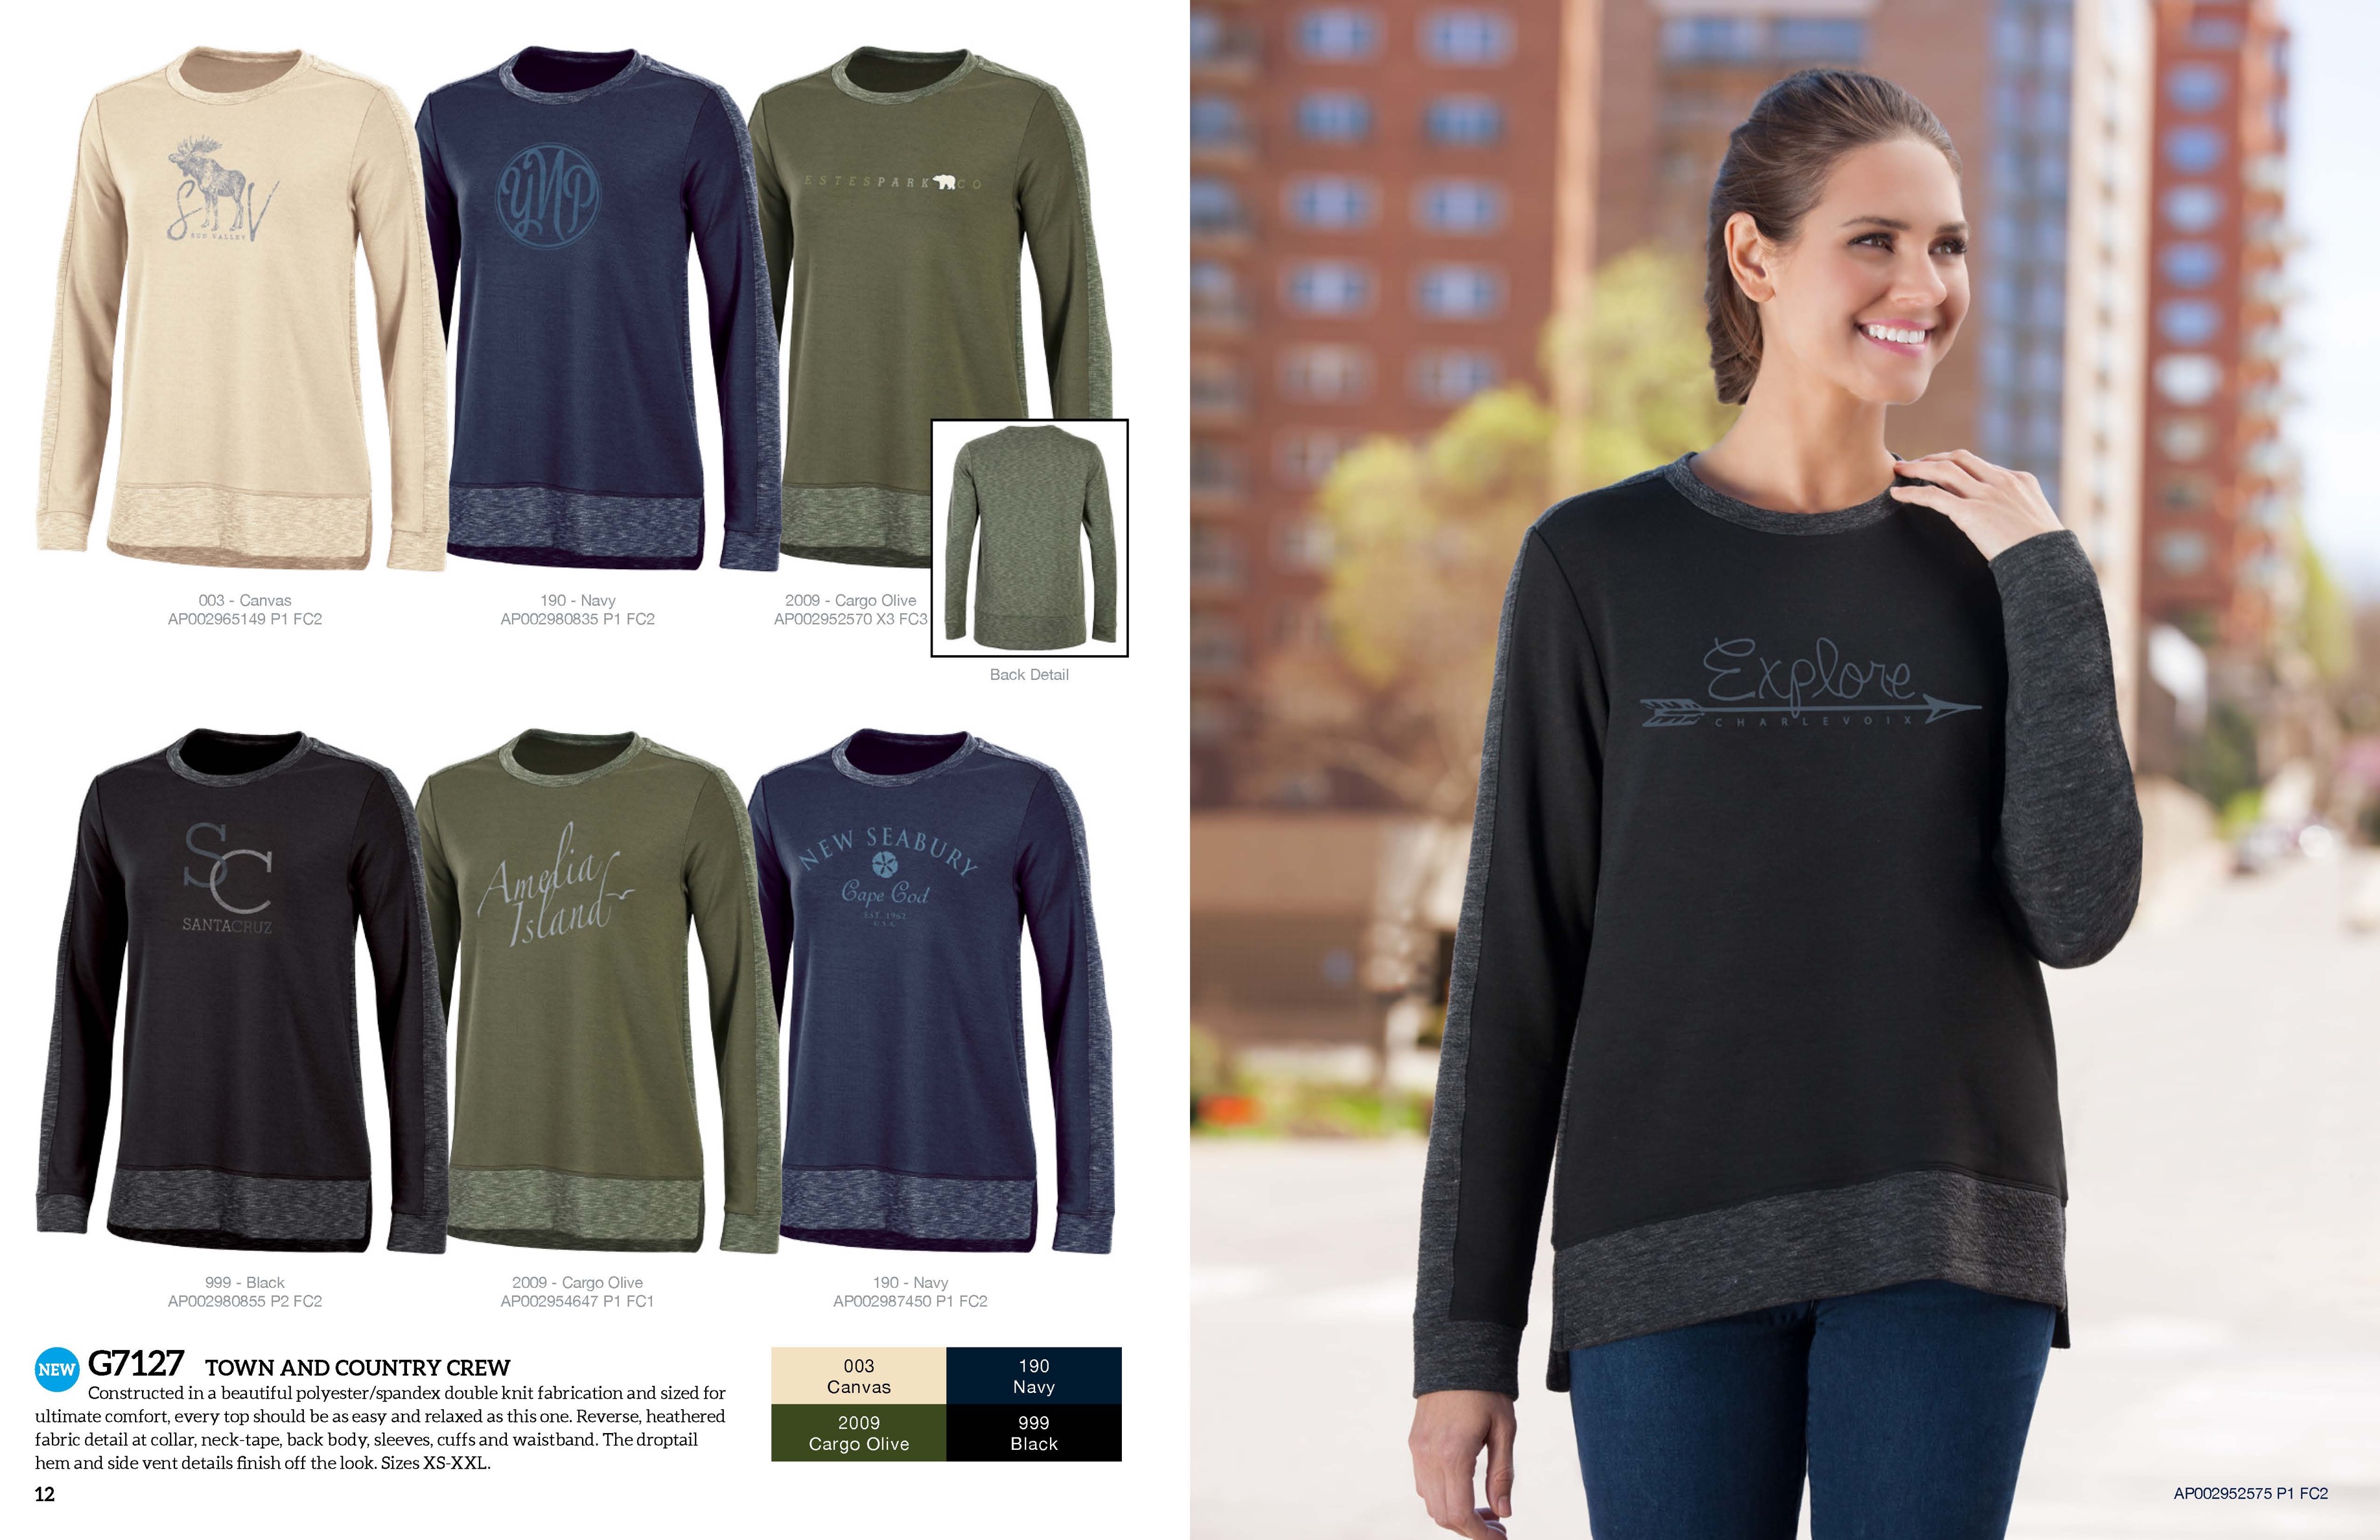 S V
SUN VALLEY
YNP
ESTESPARK CO
003 - Canvas
AP002965149 P1 FC2
190 - Navy
AP002980835 P1 FC2
2009 - Cargo Olive
AP002952570 X3 FC3
Back Detail
SC
SANTACRUZ
Amelia
Island
NEW SEABURY
Cape Cod
EST. 1962
U.S.A.
999 - Black
AP002980855 P2 FC2
2009 - Cargo Olive
AP002954647 P1 FC1
190 - Navy
AP002987450 P1 FC2
NEW G7127 TOWN AND COUNTRY CREW
Constructed in a beautiful polyester/spandex double knit fabrication and sized for
ultimate comfort, every top should be as easy and relaxed as this one. Reverse, heathered
fabric detail at collar, neck-tape, back body, sleeves, cuffs and waistband. The droptail
hem and side vent details finish off the look. Sizes XS-XXL.
003
Canvas
190
Navy
2009
Cargo Olive
999
Black
12
Explore
CHARLEVOIX
AP002952575 P1 FC2